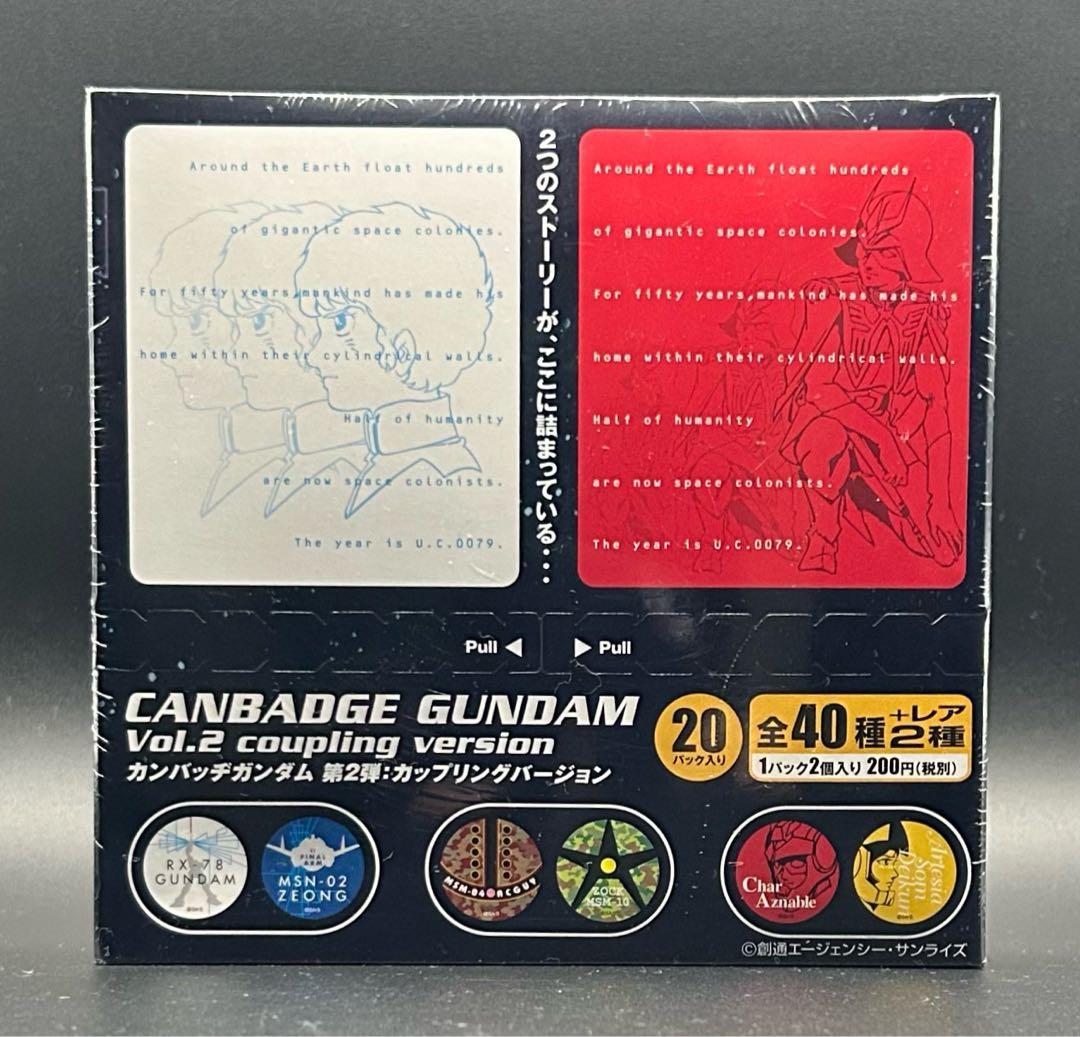 Around the Earth float hundreds
of gigantic space colonies.
For fifty years,mankind has made his
home within their cylindrical walls.
Half of humanity
are now space colonists.
The year is U.C.0079.
2つのストーリーが、ここに詰まっている・・・
Around the Earth float hundreds
of gigantic space colonies.
For fifty years,mankind has made his
home within their cylindrical walls.
Half of humanity
are now space colonists.
The year is U.C.0079.
Pull ◀
▶ Pull
CANBADGE GUNDAM
Vol.2 coupling version
カンバッヂガンダム 第2弾:カップリングバージョン
20
パック入り
全40種+レア2種
1パック2個入り 200円(税別)
RX-78
GUNDAM
FINAL
ARM
MSN-02
ZEONG
MSM-04 ACGUY
ZOCK
MSM-10
Char
Aznable
Artesia
Som
Deikun
©創通エージェンシー・サンライズ